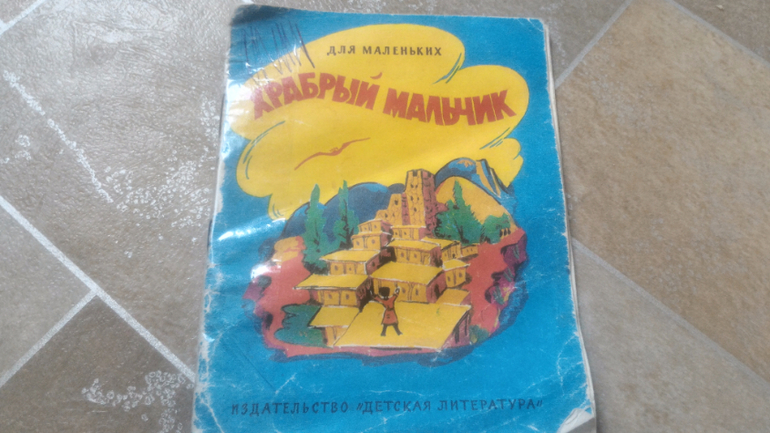 ДЛЯ МАЛЕНЬКИХ
ХРАБРЫЙ МАЛЬЧИК
ИЗДАТЕЛЬСТВО «ДЕТСКАЯ ЛИТЕРАТУРА»